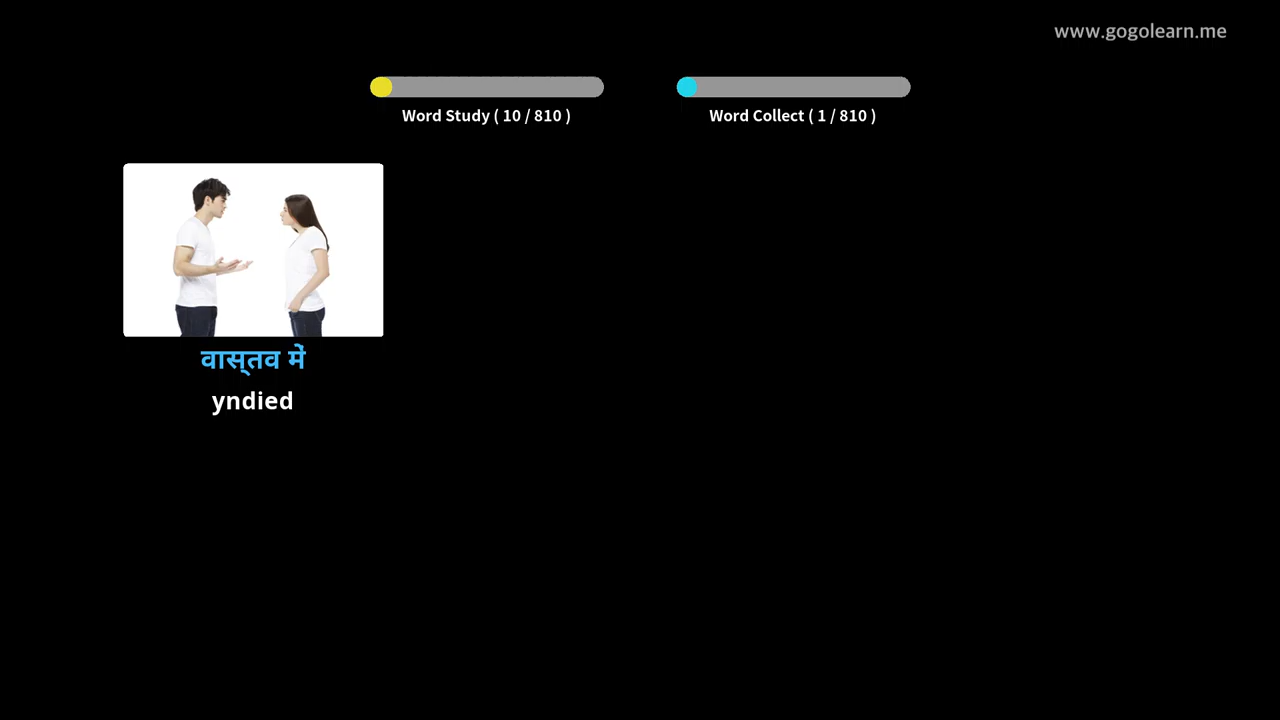 www.gogolearn.me
Word Study ( 10 / 810 )
Word Collect ( 1 / 810 )
वास्तव में
yndied